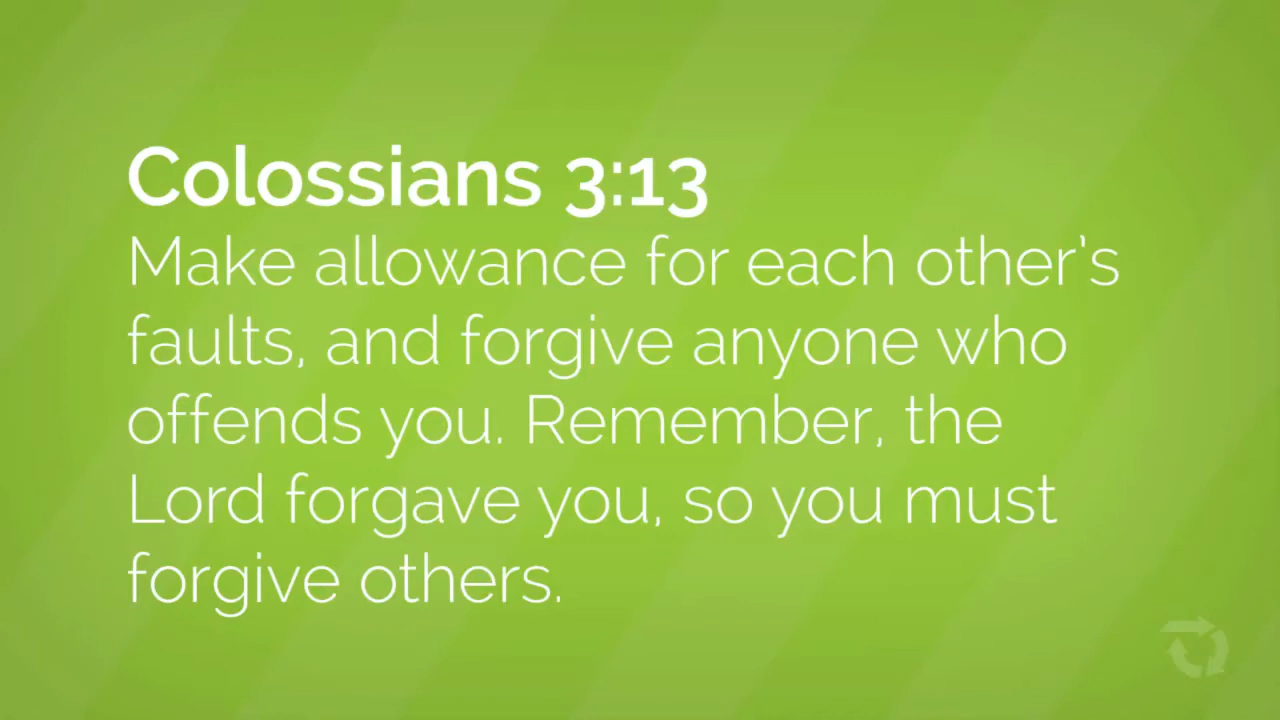 Colossians 3:13
Make allowance for each other's
faults, and forgive anyone who
offends you. Remember, the
Lord forgave you, so you must
forgive others.